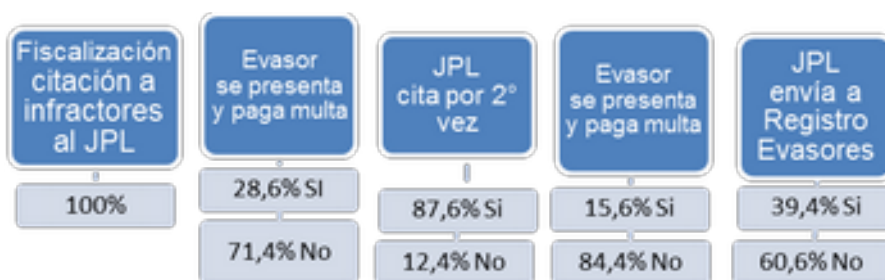 Fiscalización
citación a
infractores
al JPL
100%
Evasor
se presenta
y paga multa
28,6% SI
71,4% No
JPL
cita por 2°
vez
87,6% Si
12,4% No
Evasor
se presenta
y paga multa
15,6% Si
84,4% No
JPL
envía a
Registro
Evasores
39,4% Si
60,6% No